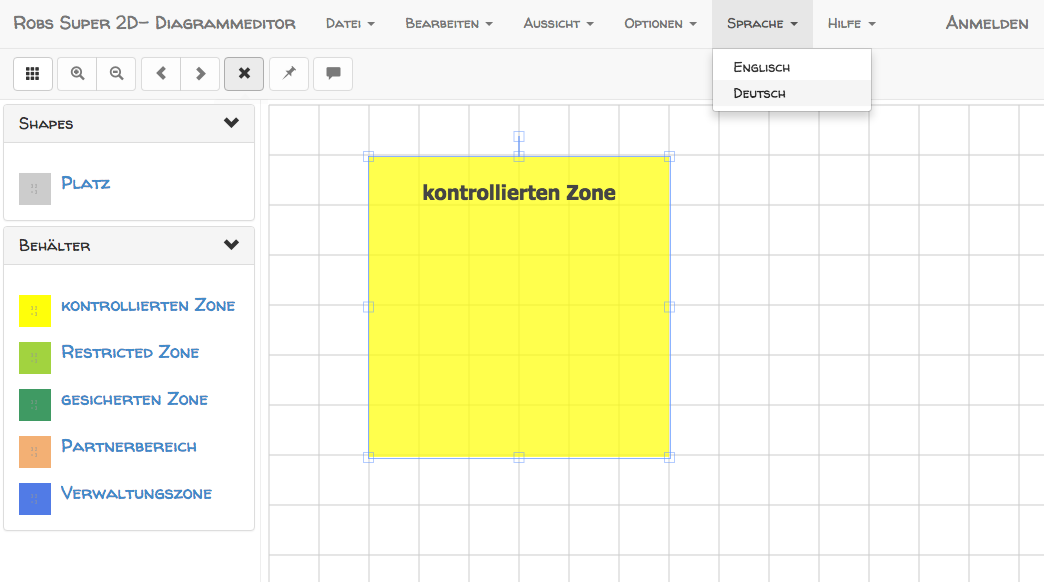 Robs Super 2D- Diagrammeditor Datei Bearbeiten Aussicht Optionen Sprache Hilfe Anmelden
Englisch
Deutsch
Shapes
Platz
Behälter
kontrollierten Zone
Restricted Zone
gesicherten Zone
Partnerbereich
Verwaltungszone
kontrollierten Zone